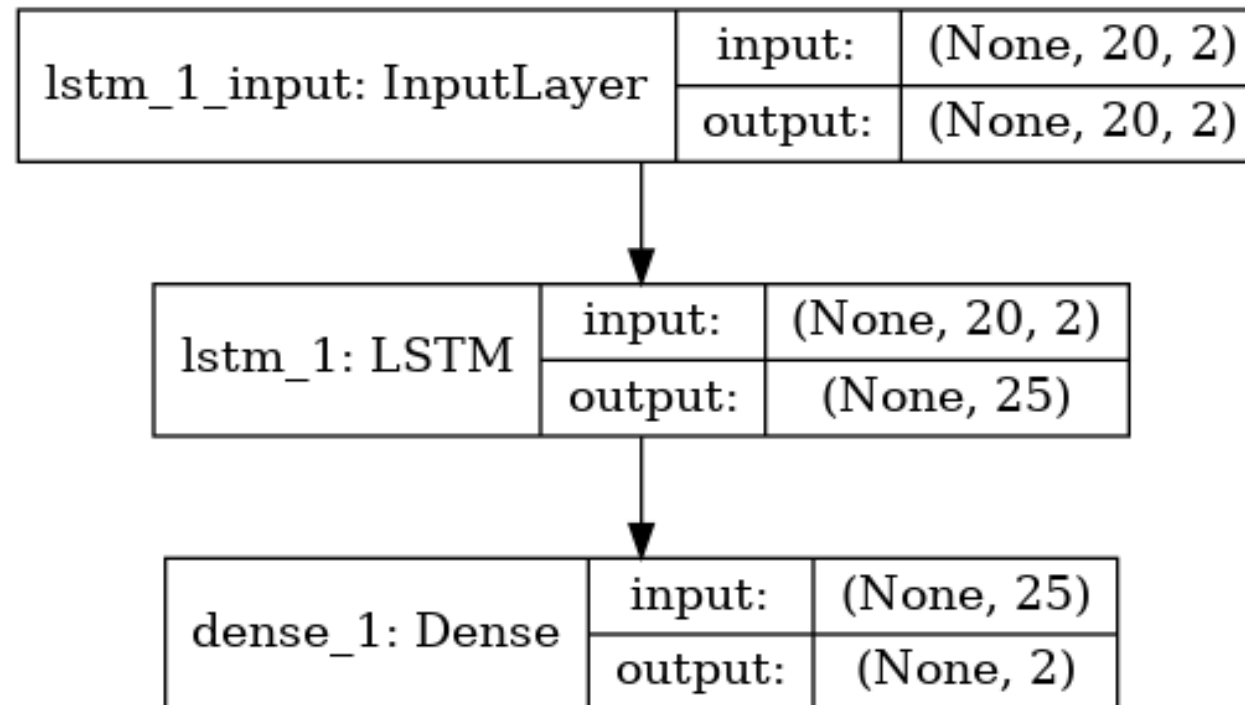 lstm_1_input: InputLayer
input: (None, 20, 2)
output: (None, 20, 2)
lstm_1: LSTM
input: (None, 20, 2)
output: (None, 25)
dense_1: Dense
input: (None, 25)
output: (None, 2)